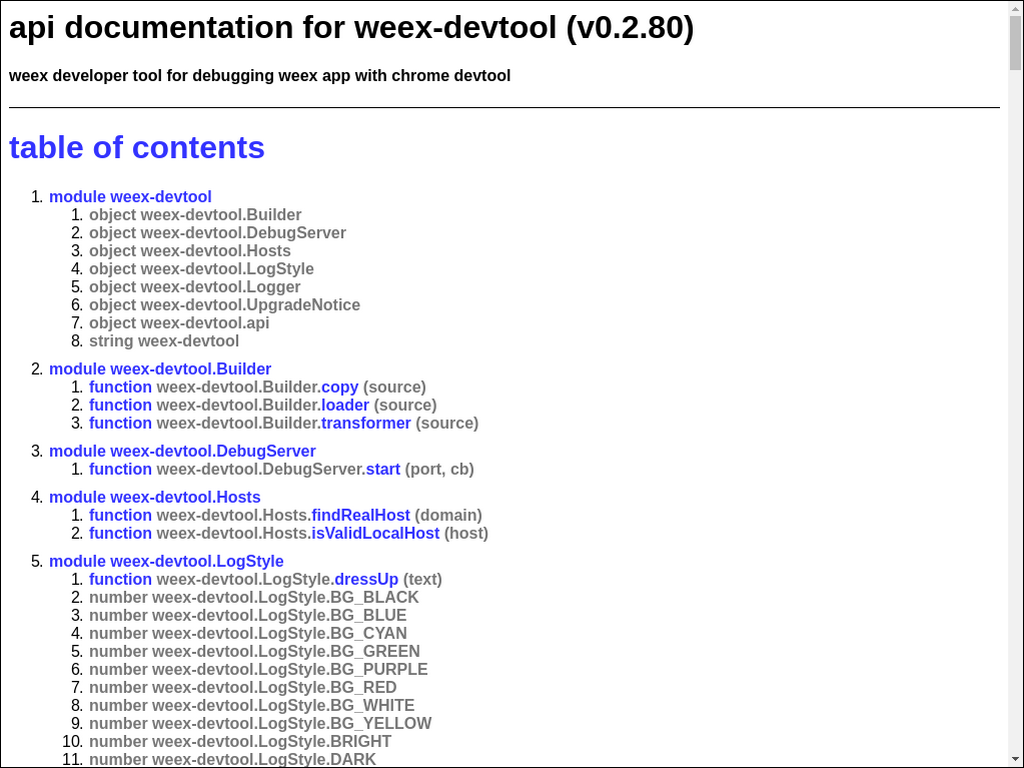 api documentation for weex-devtool (v0.2.80)
weex developer tool for debugging weex app with chrome devtool
table of contents
1. module weex-devtool
1. object weex-devtool.Builder
2. object weex-devtool.DebugServer
3. object weex-devtool.Hosts
4. object weex-devtool.LogStyle
5. object weex-devtool.Logger
6. object weex-devtool.UpgradeNotice
7. object weex-devtool.api
8. string weex-devtool
2. module weex-devtool.Builder
1. function weex-devtool.Builder.copy (source)
2. function weex-devtool.Builder.loader (source)
3. function weex-devtool.Builder.transformer (source)
3. module weex-devtool.DebugServer
1. function weex-devtool.DebugServer.start (port, cb)
4. module weex-devtool.Hosts
1. function weex-devtool.Hosts.findRealHost (domain)
2. function weex-devtool.Hosts.isValidLocalHost (host)
5. module weex-devtool.LogStyle
1. function weex-devtool.LogStyle.dressUp (text)
2. number weex-devtool.LogStyle.BG_BLACK
3. number weex-devtool.LogStyle.BG_BLUE
4. number weex-devtool.LogStyle.BG_CYAN
5. number weex-devtool.LogStyle.BG_GREEN
6. number weex-devtool.LogStyle.BG_PURPLE
7. number weex-devtool.LogStyle.BG_RED
8. number weex-devtool.LogStyle.BG_WHITE
9. number weex-devtool.LogStyle.BG_YELLOW
10. number weex-devtool.LogStyle.BRIGHT
11. number weex-devtool.LogStyle.DARK